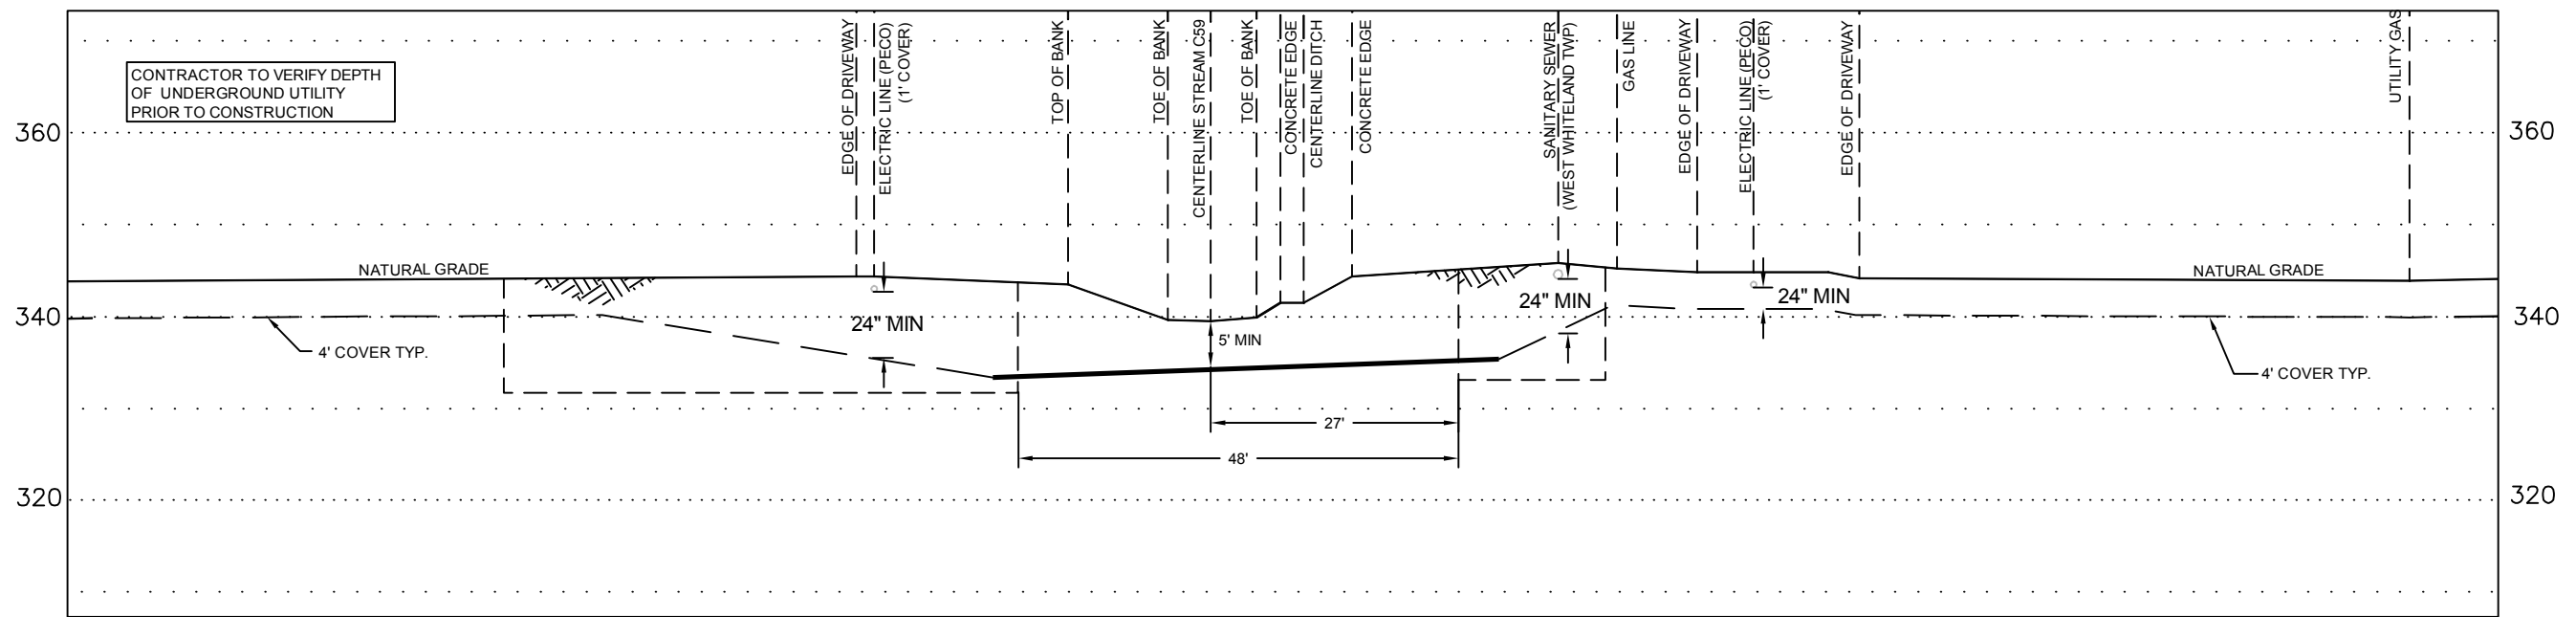 CONTRACTOR TO VERIFY DEPTH
OF UNDERGROUND UTILITY
PRIOR TO CONSTRUCTION
EDGE OF DRIVEWAY
ELECTRIC LINE (PECO)
(1' COVER)
TOP OF BANK
TOE OF BANK
CENTERLINE STREAM C59
TOE OF BANK
CONCRETE EDGE
CENTERLINE DITCH
CONCRETE EDGE
SANITARY SEWER
(WEST WHITELAND TWP)
GAS LINE
EDGE OF DRIVEWAY
ELECTRIC LINE (PECO)
(1' COVER)
EDGE OF DRIVEWAY
UTILITY GAS
360
360
NATURAL GRADE
NATURAL GRADE
24" MIN
24" MIN
24" MIN
340
340
5' MIN
4' COVER TYP.
4' COVER TYP.
27'
48'
320
320